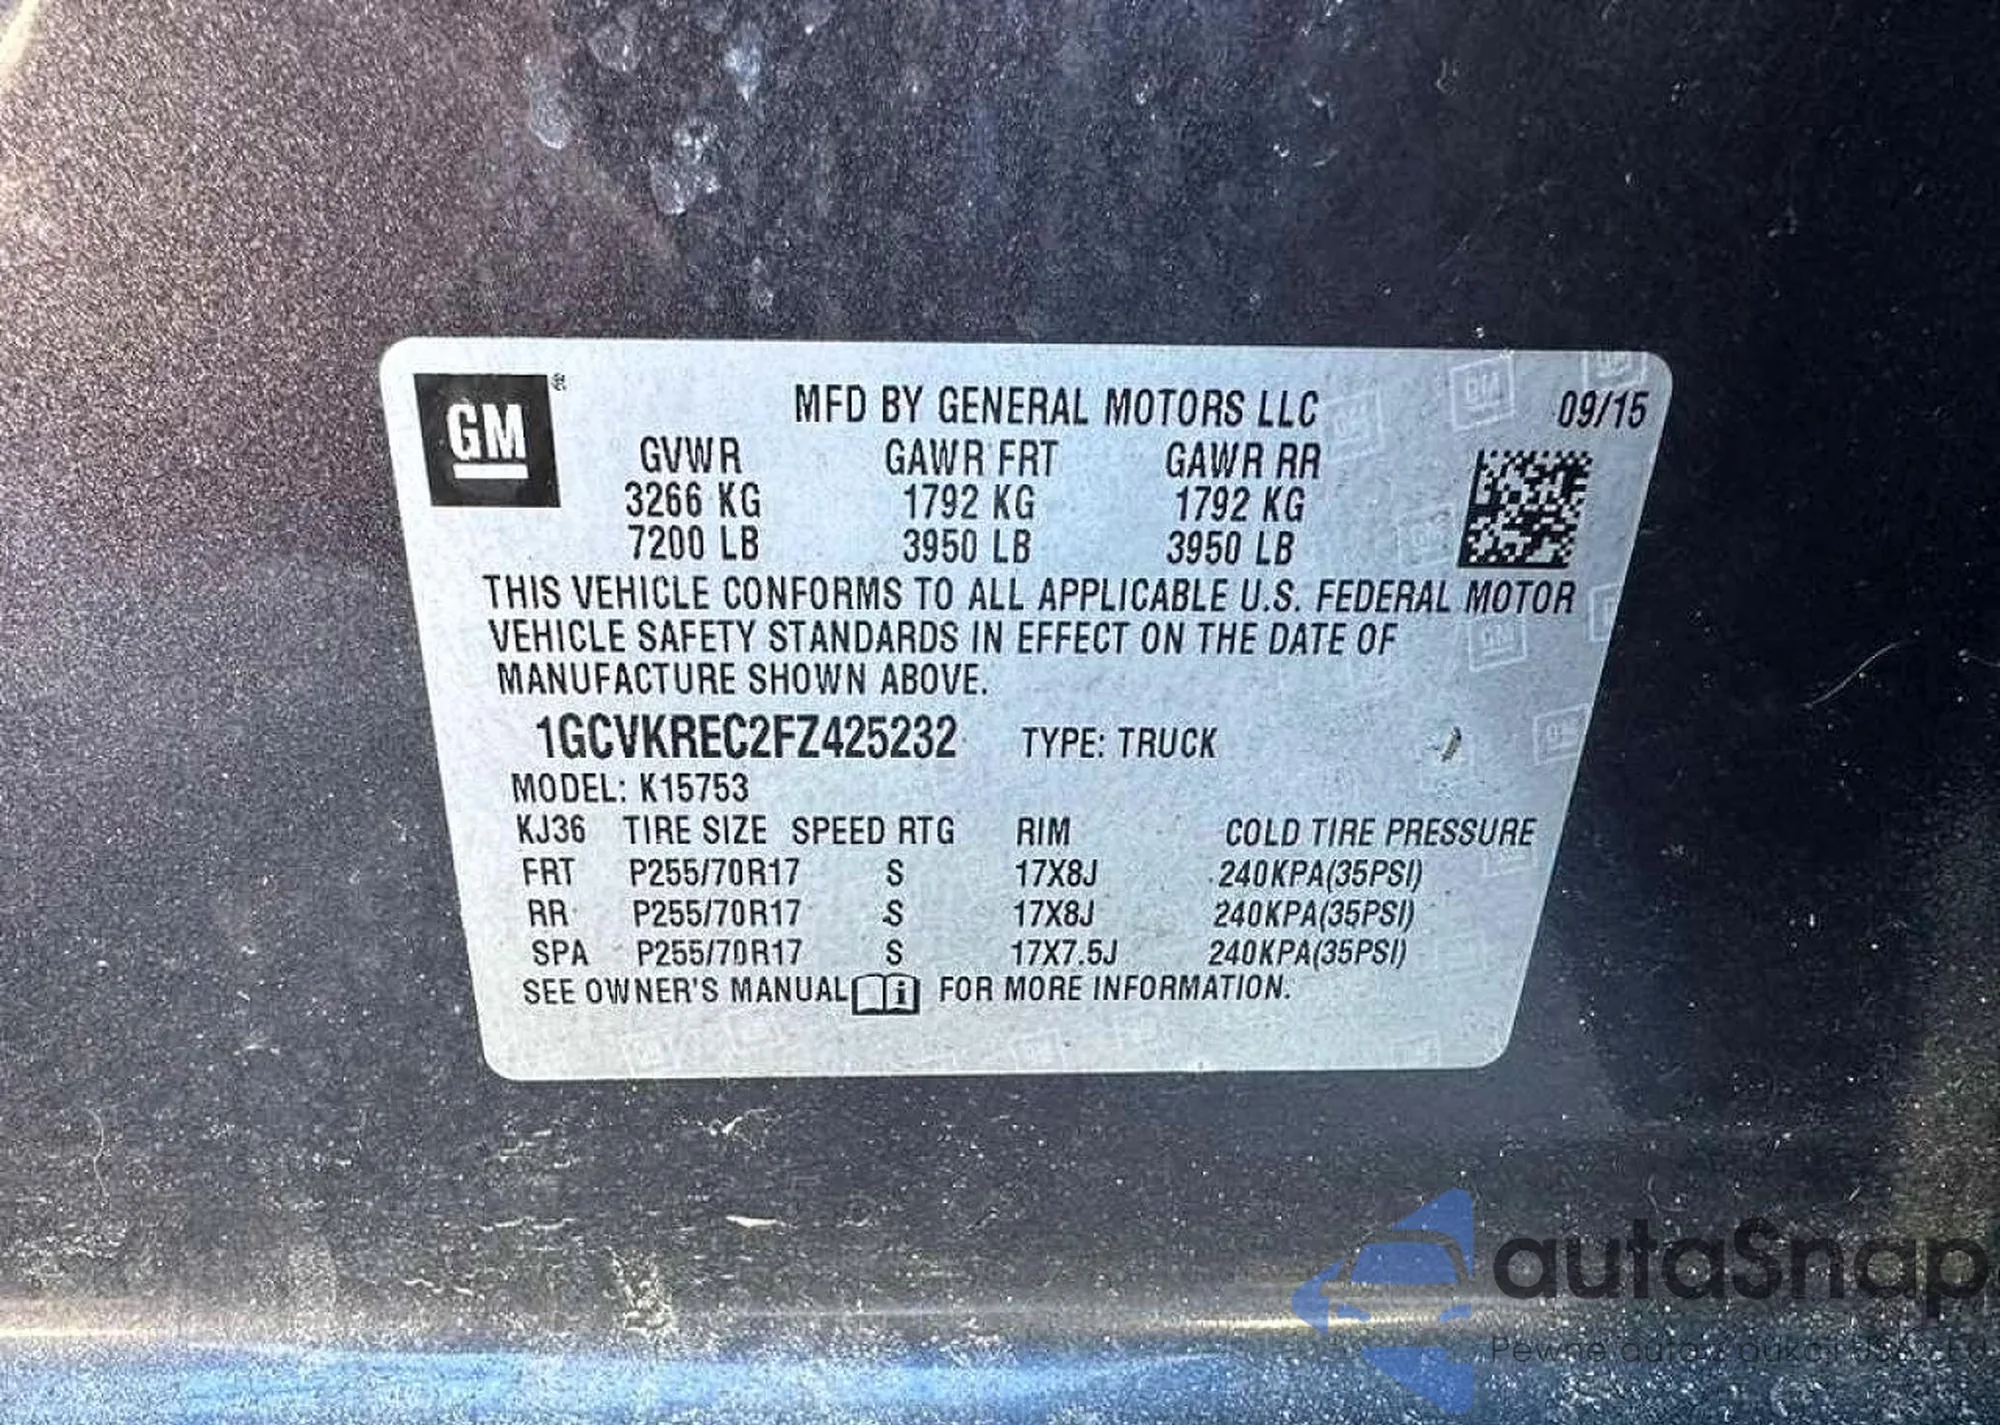 GM ®
MFD BY GENERAL MOTORS LLC 09/15
GVWR GAWR FRT GAWR RR
3266 KG 1792 KG 1792 KG
7200 LB 3950 LB 3950 LB
THIS VEHICLE CONFORMS TO ALL APPLICABLE U.S. FEDERAL MOTOR
VEHICLE SAFETY STANDARDS IN EFFECT ON THE DATE OF
MANUFACTURE SHOWN ABOVE.
1GCVKREC2FZ425232 TYPE: TRUCK
MODEL: K15753
KJ36 TIRE SIZE SPEED RTG RIM COLD TIRE PRESSURE
FRT P255/70R17 S 17X8J 240KPA(35PSI)
RR P255/70R17 S 17X8J 240KPA(35PSI)
SPA P255/70R17 S 17X7.5J 240KPA(35PSI)
SEE OWNER'S MANUAL i FOR MORE INFORMATION.
autaSnap
Pewne auta z aukcji USA